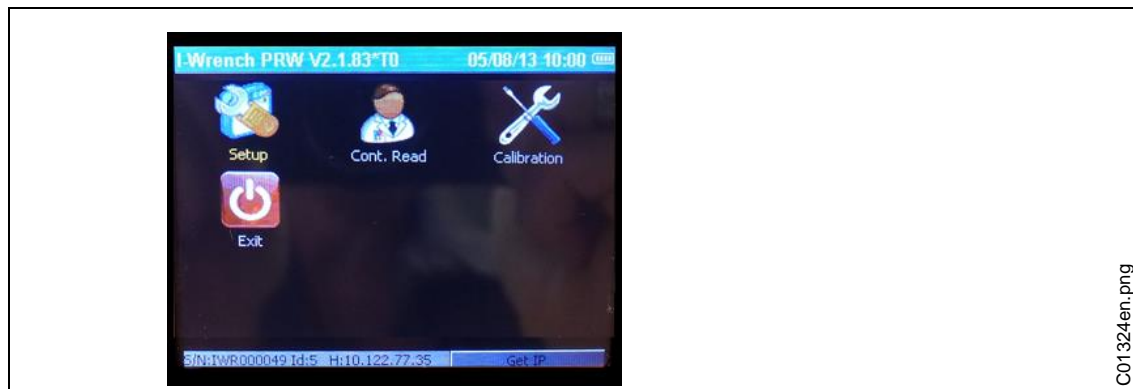 I-Wrench PRW V2.1.83*T0 05/08/13 10:00
Setup Cont. Read Calibration
Exit
S/N:IWR000049 Id:5 H:10.122.77.35 Get IP
C01324en.png